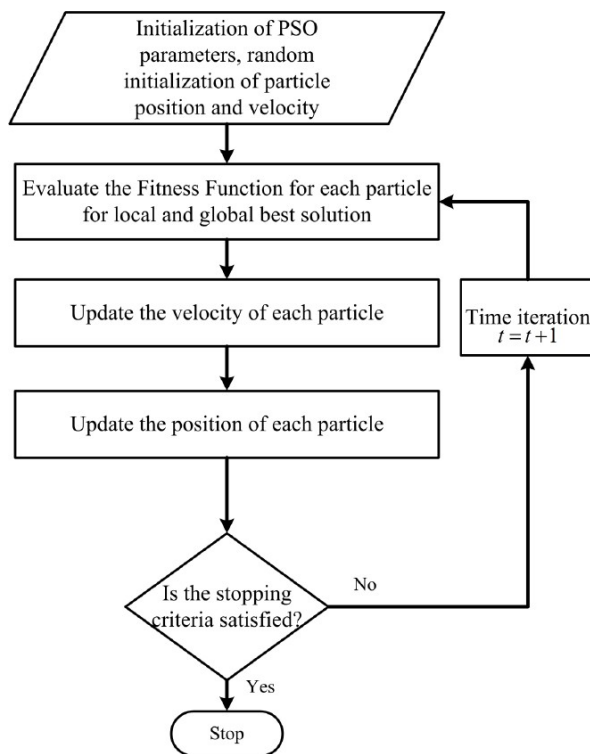 Initialization of PSO
parameters, random
initialization of particle
position and velocity
Evaluate the Fitness Function for each particle
for local and global best solution
Update the velocity of each particle
Time iteration
t = t +1
Update the position of each particle
Is the stopping
criteria satisfied?
No
Yes
Stop